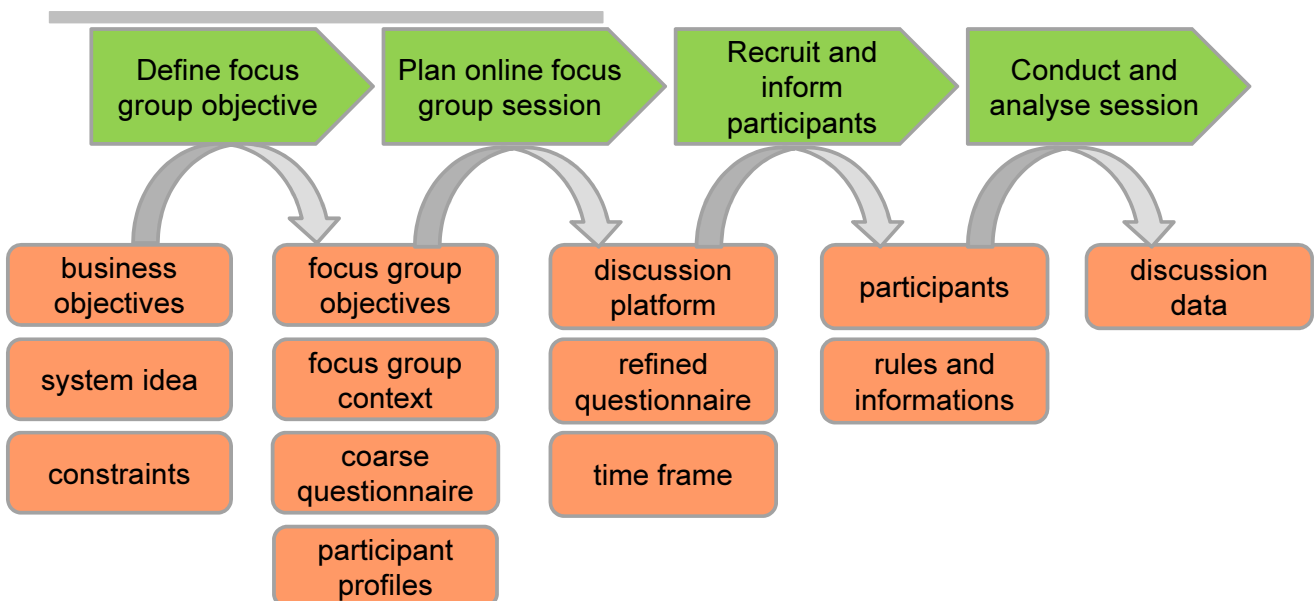 Define focus
group objective
Plan online focus
group session
Recruit and
inform
participants
Conduct and
analyse session
business
objectives
system idea
constraints
focus group
objectives
focus group
context
coarse
questionnaire
participant
profiles
discussion
platform
refined
questionnaire
time frame
participants
rules and
informations
discussion
data